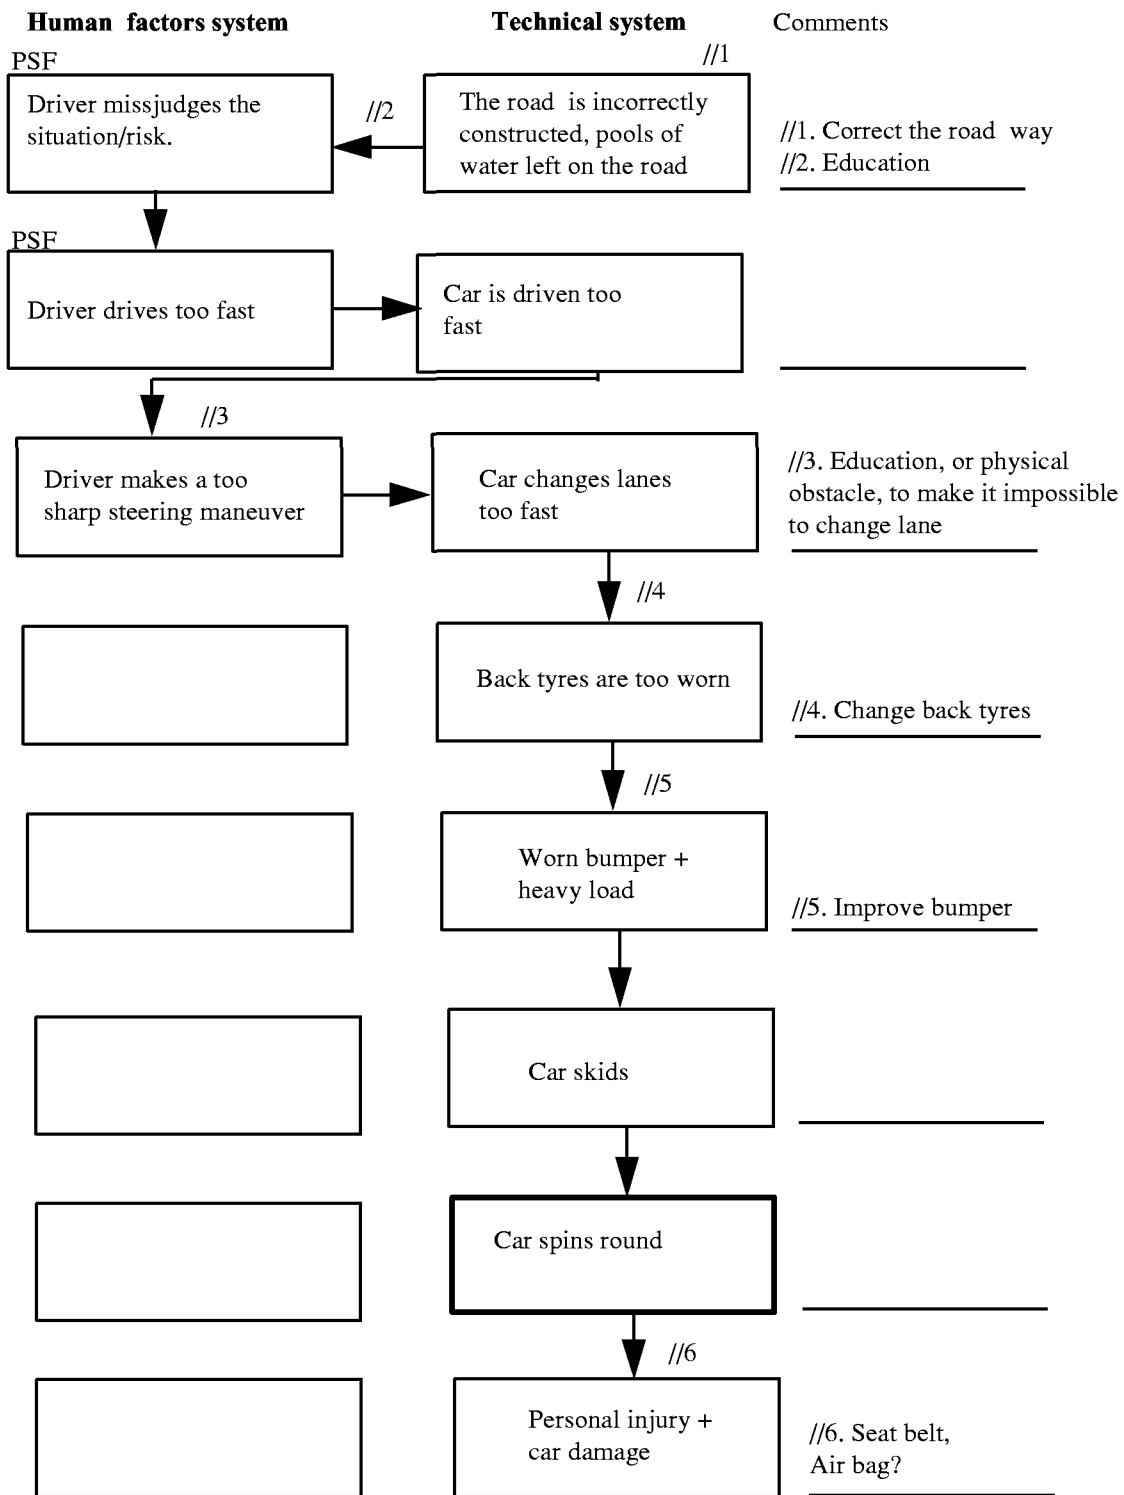 Human factors system
Technical system
Comments
PSF
//1
Driver missjudges the
situation/risk.
//2
The road is incorrectly
constructed, pools of
water left on the road
//1. Correct the road way
//2. Education
PSF
Driver drives too fast
Car is driven too
fast
//3
Driver makes a too
sharp steering maneuver
Car changes lanes
too fast
//3. Education, or physical
obstacle, to make it impossible
to change lane
//4
Back tyres are too worn
//4. Change back tyres
//5
Worn bumper +
heavy load
//5. Improve bumper
Car skids
Car spins round
//6
Personal injury +
car damage
//6. Seat belt,
Air bag?